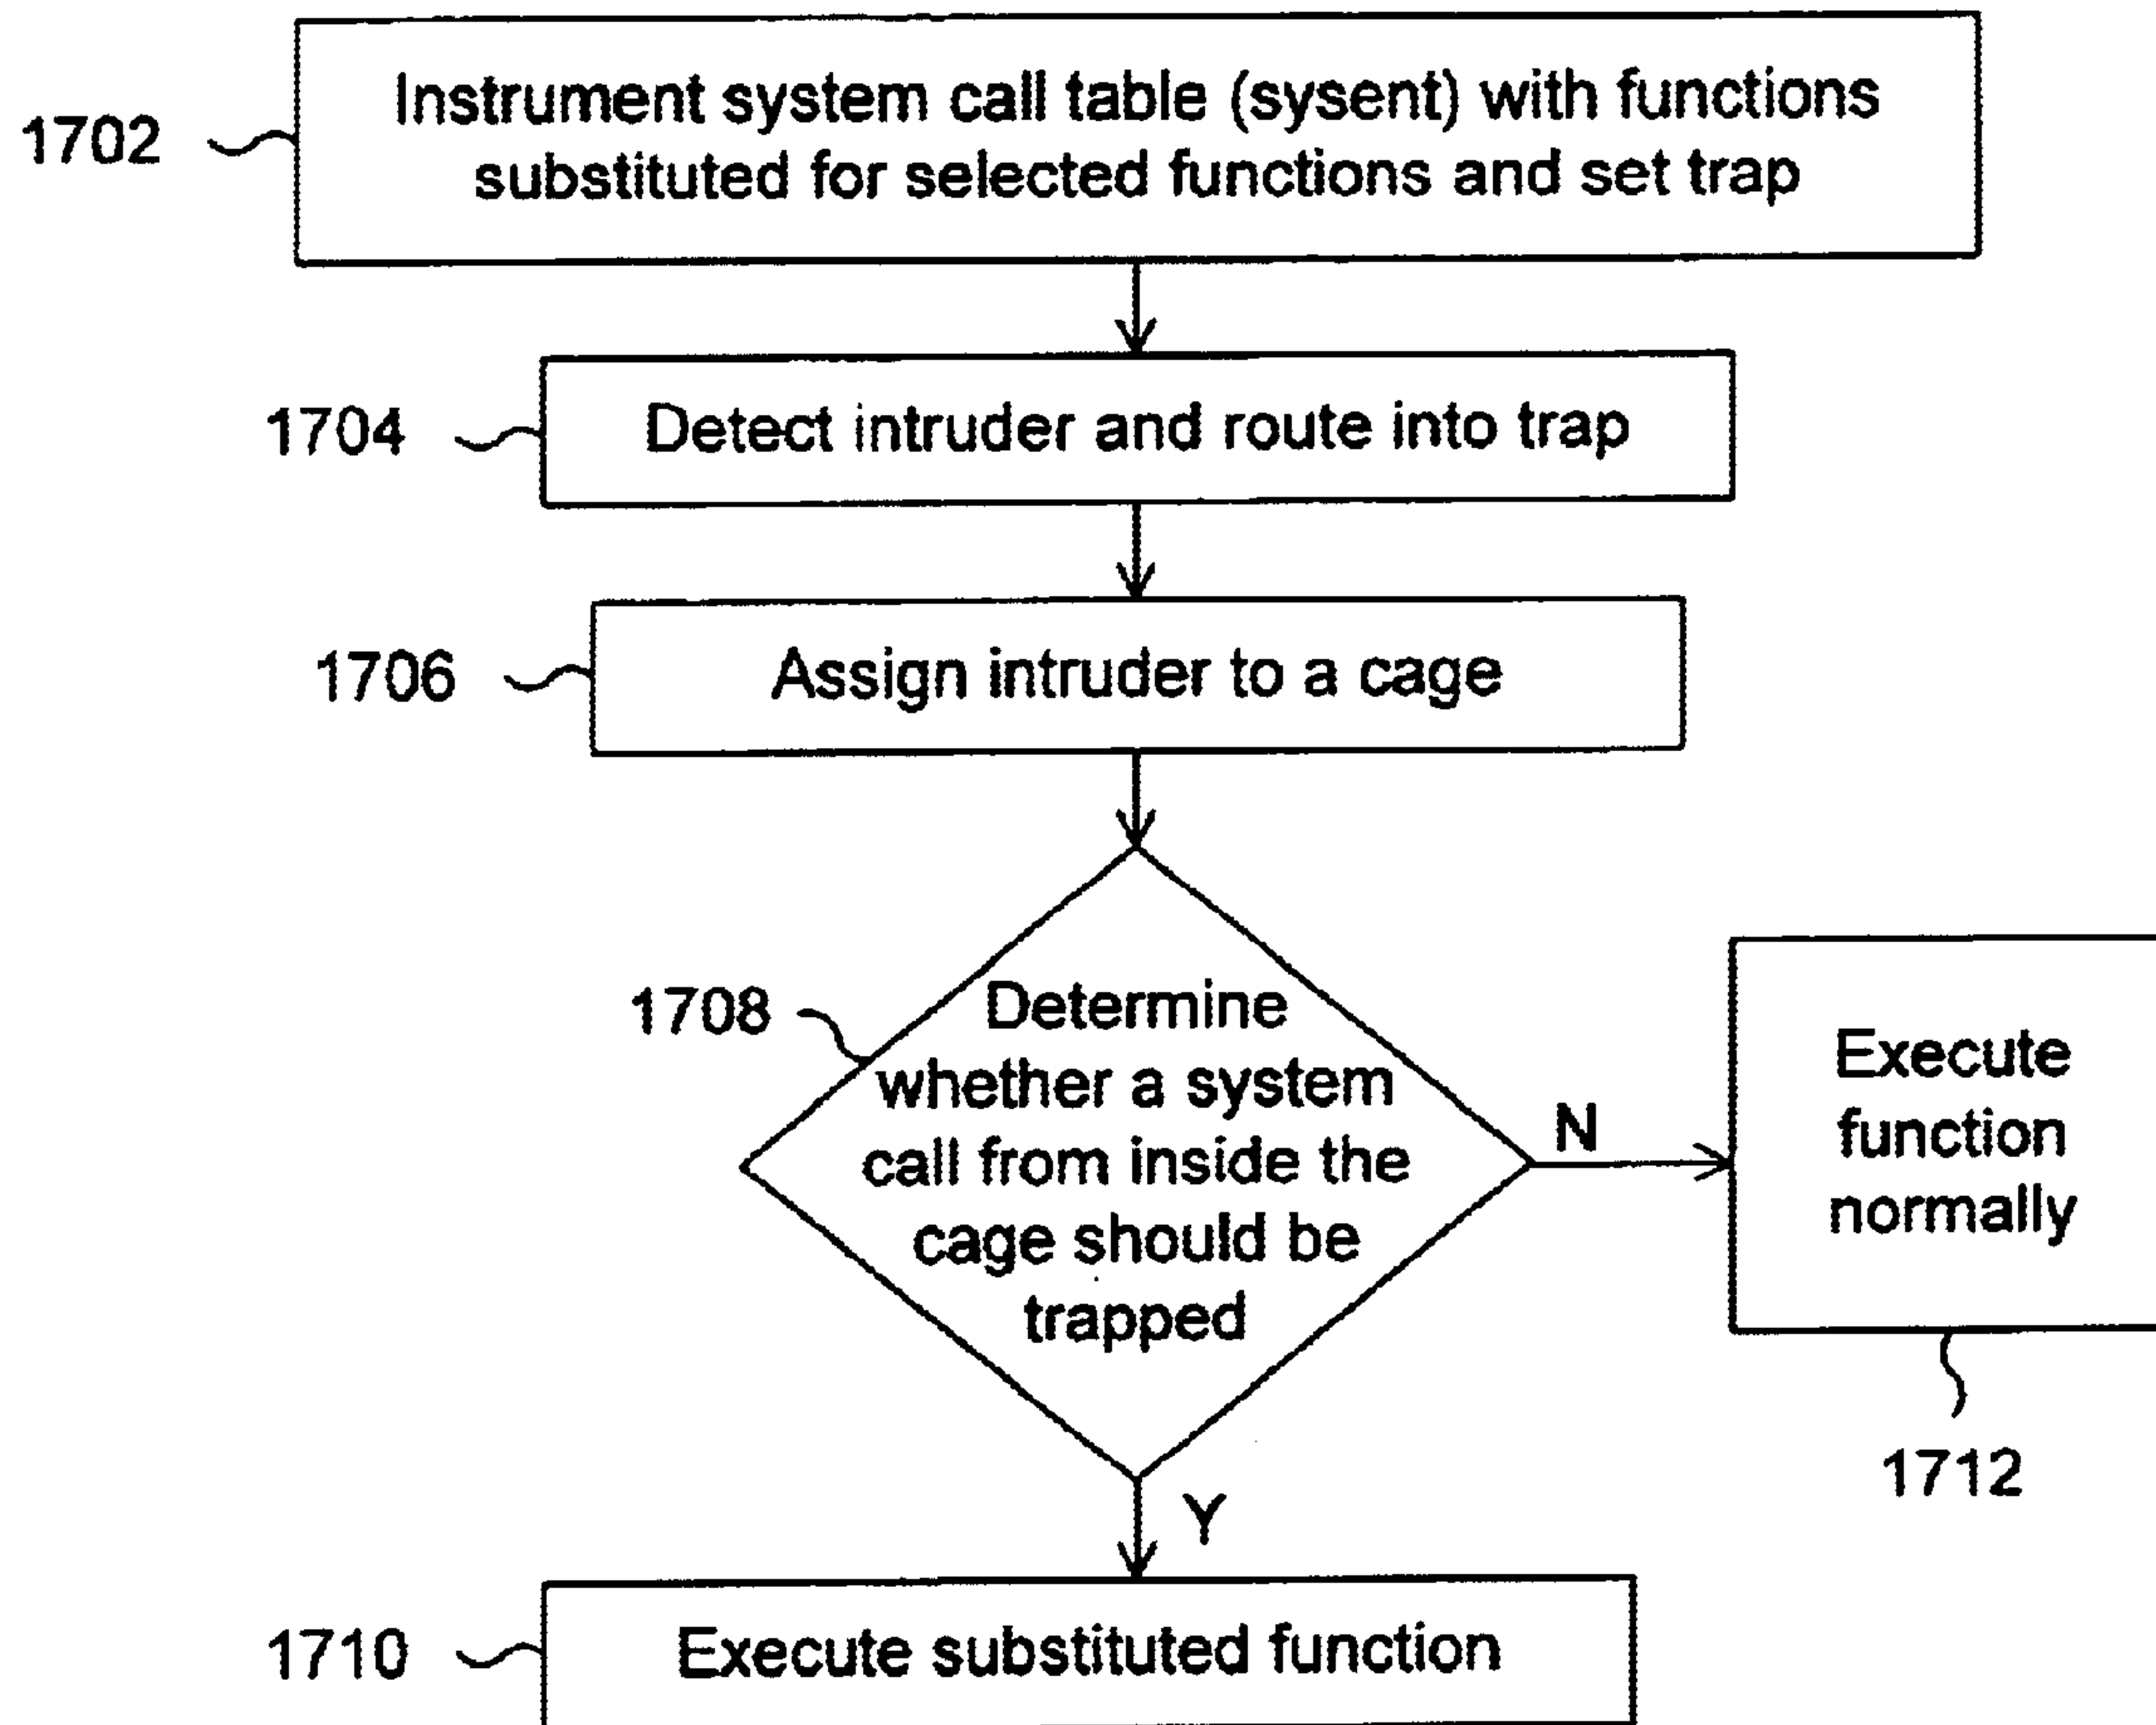 1702
Instrument system call table (sysent) with functions
substituted for selected functions and set trap
1704
Detect intruder and route into trap
1706
Assign intruder to a cage
1708
Determine
whether a system
call from inside the
cage should be
trapped
N
Execute
function
normally
1712
Y
1710
Execute substituted function